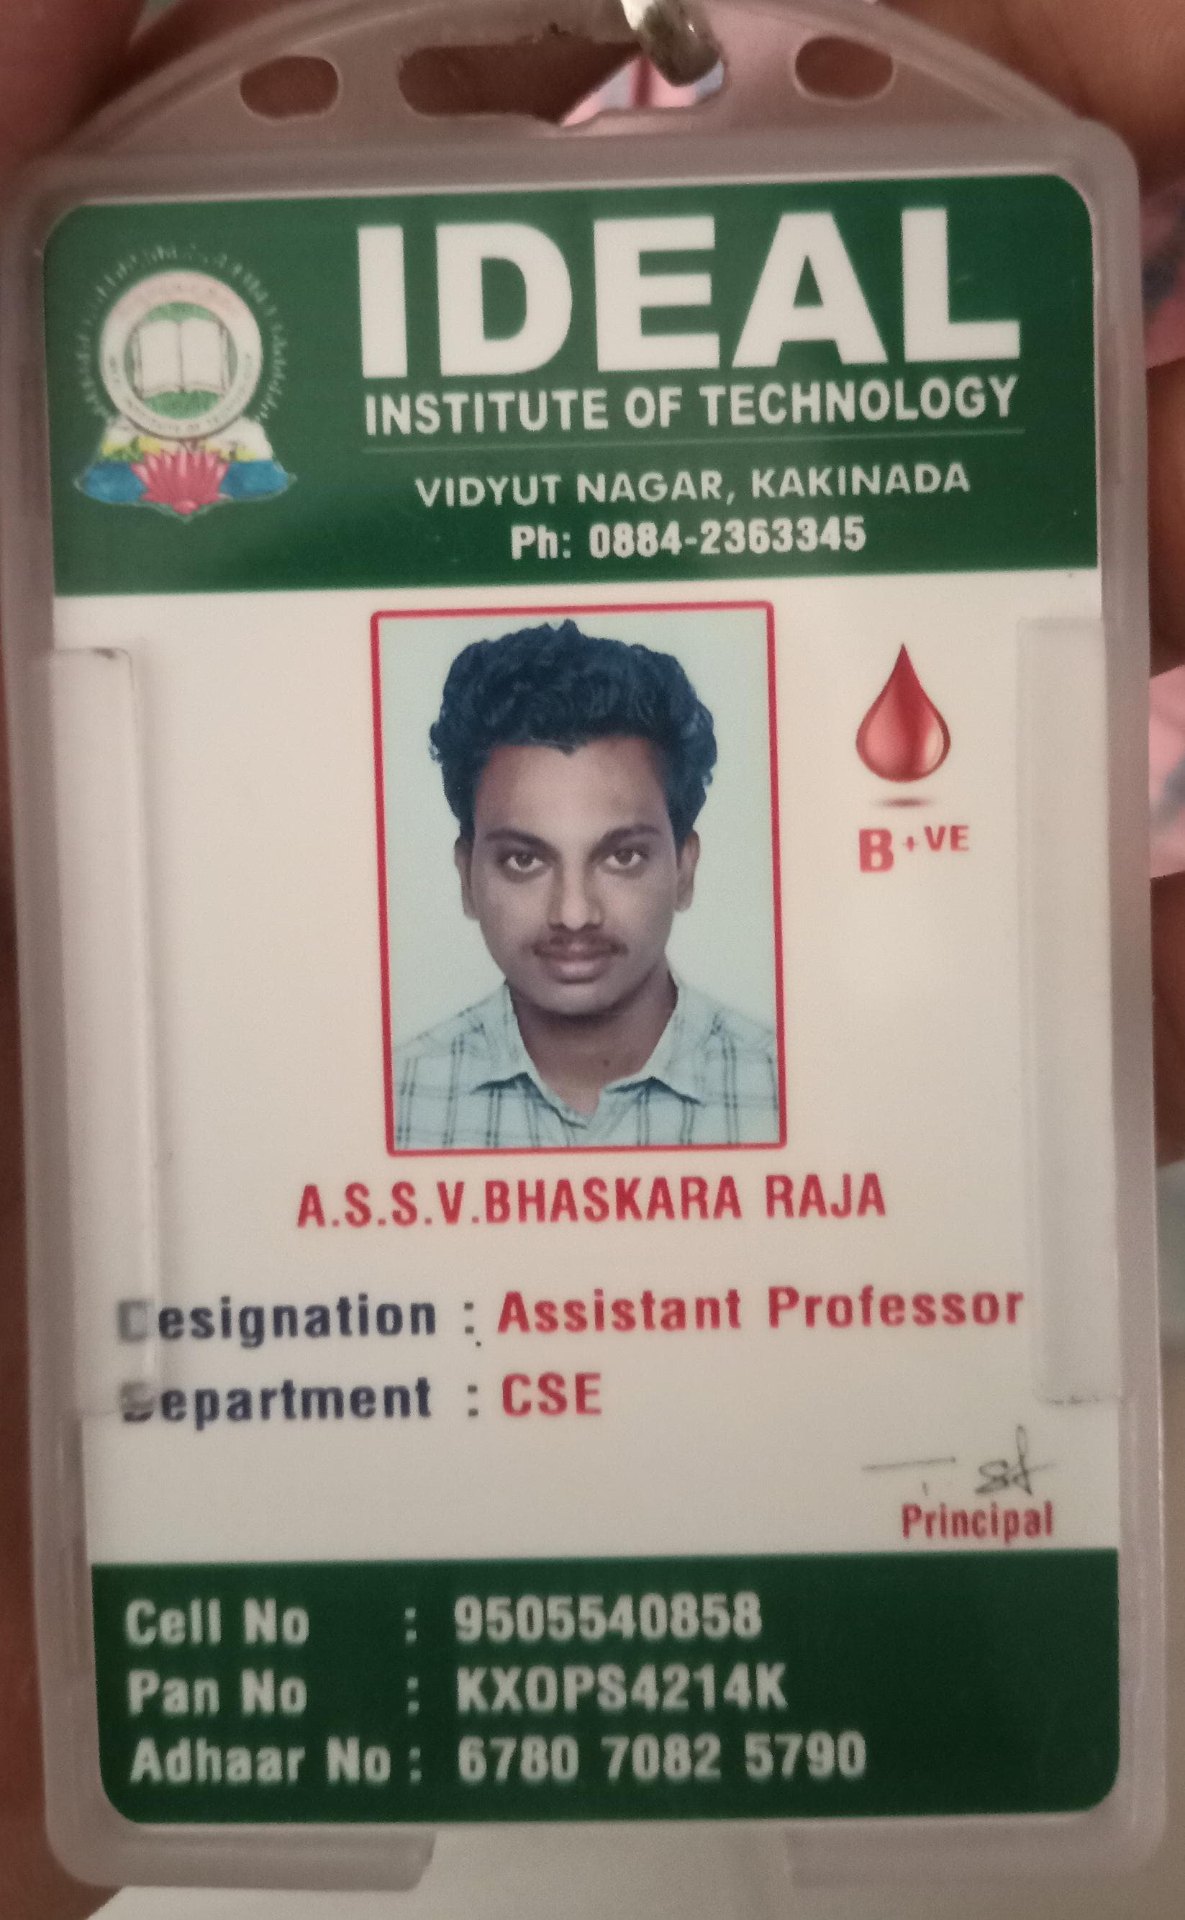 IDEAL
INSTITUTE OF TECHNOLOGY
VIDYUT NAGAR, KAKINADA
Ph: 0884-2363345
B +VE
A.S.S.V.BHASKARA RAJA
Designation : Assistant Professor
Department : CSE
Principal
Cell No : 9505540858
Pan No : KXOPS4214K
Adhaar No : 6780 7082 5790